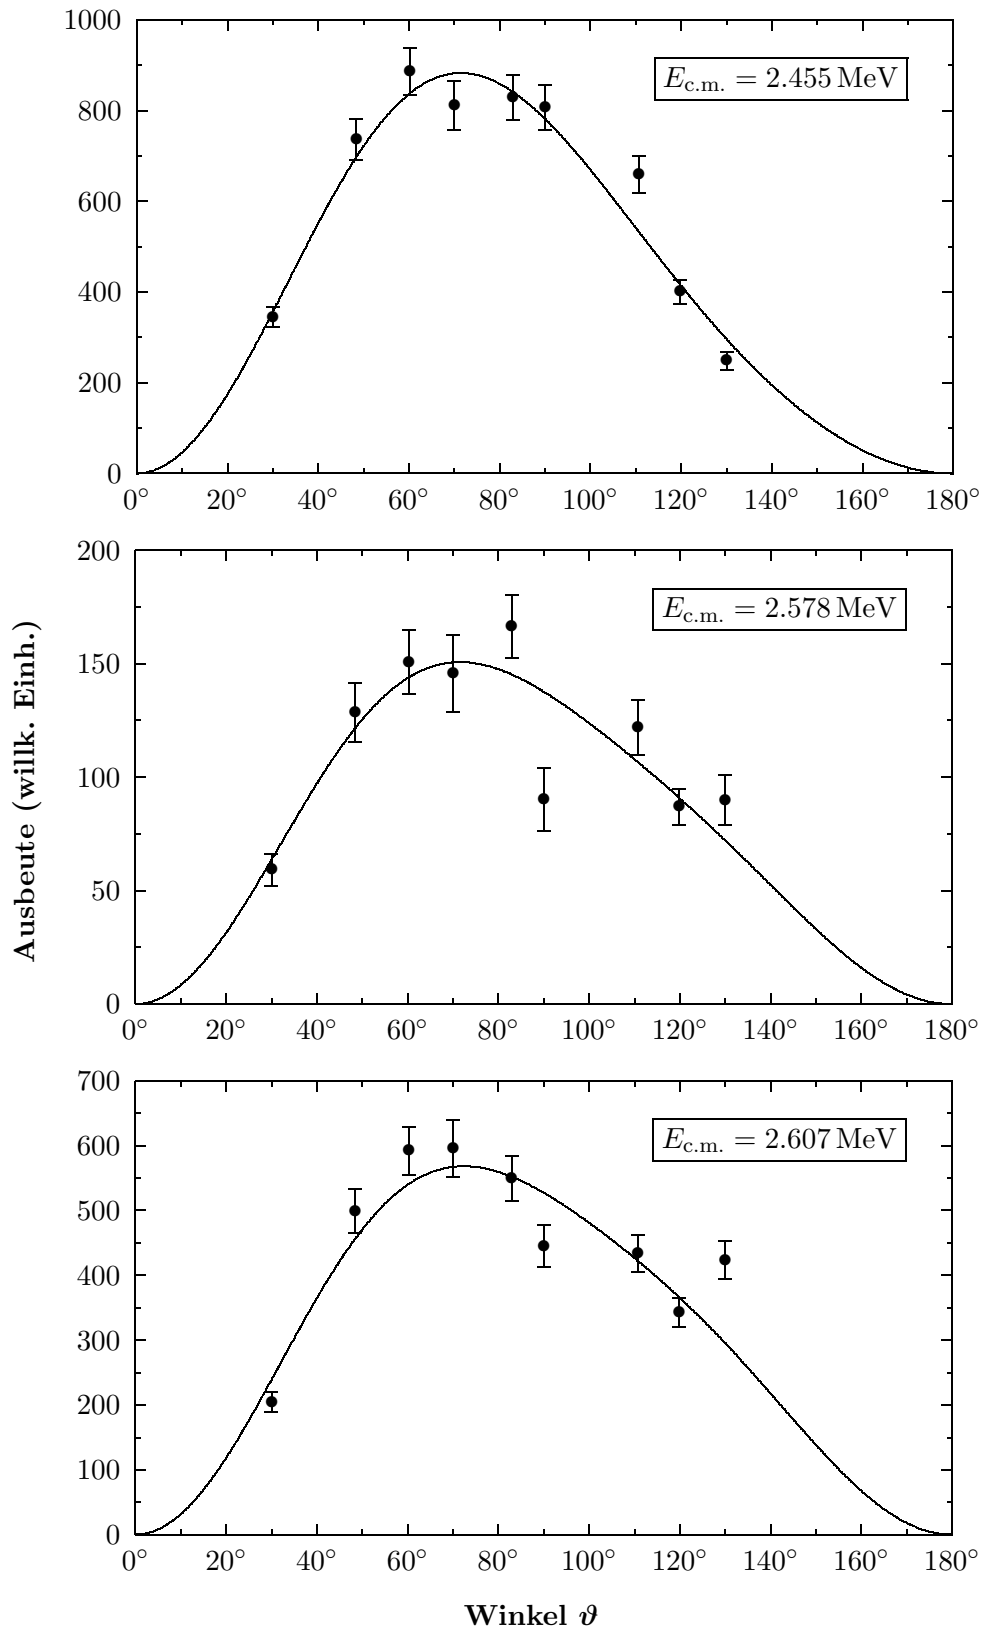 1000
800
600
400
200
0
E_c.m. = 2.455 MeV
0° 20° 40° 60° 80° 100° 120° 140° 160° 180°
200
150
100
50
0
E_c.m. = 2.578 MeV
0° 20° 40° 60° 80° 100° 120° 140° 160° 180°
Ausbeute (willk. Einh.)
700
600
500
400
300
200
100
0
E_c.m. = 2.607 MeV
0° 20° 40° 60° 80° 100° 120° 140° 160° 180°
Winkel ϑ